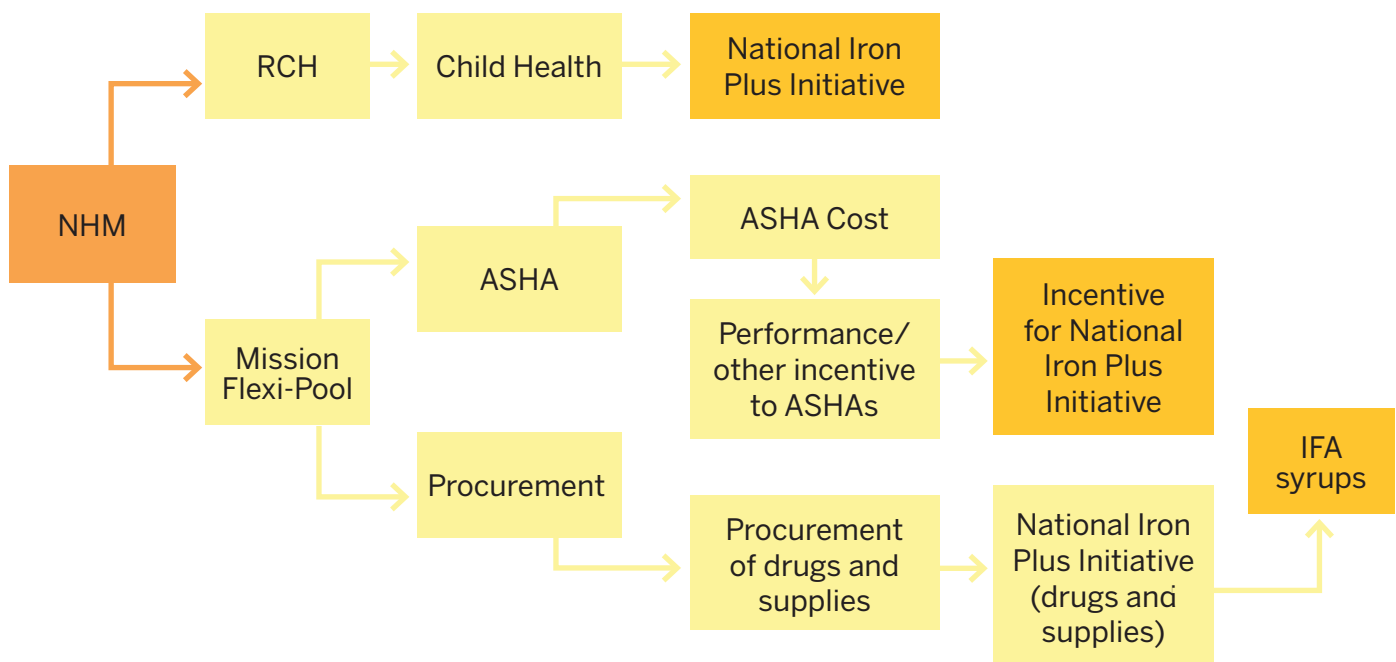 RCH
Child Health
National Iron
Plus Initiative
NHM
ASHA Cost
ASHA
Mission
Flexi-Pool
Performance/
other incentive
to ASHAs
Incentive
for National
Iron Plus
Initiative
Procurement
Procurement
of drugs and
supplies
National Iron
Plus Initiative
(drugs and
supplies)
IFA
syrups